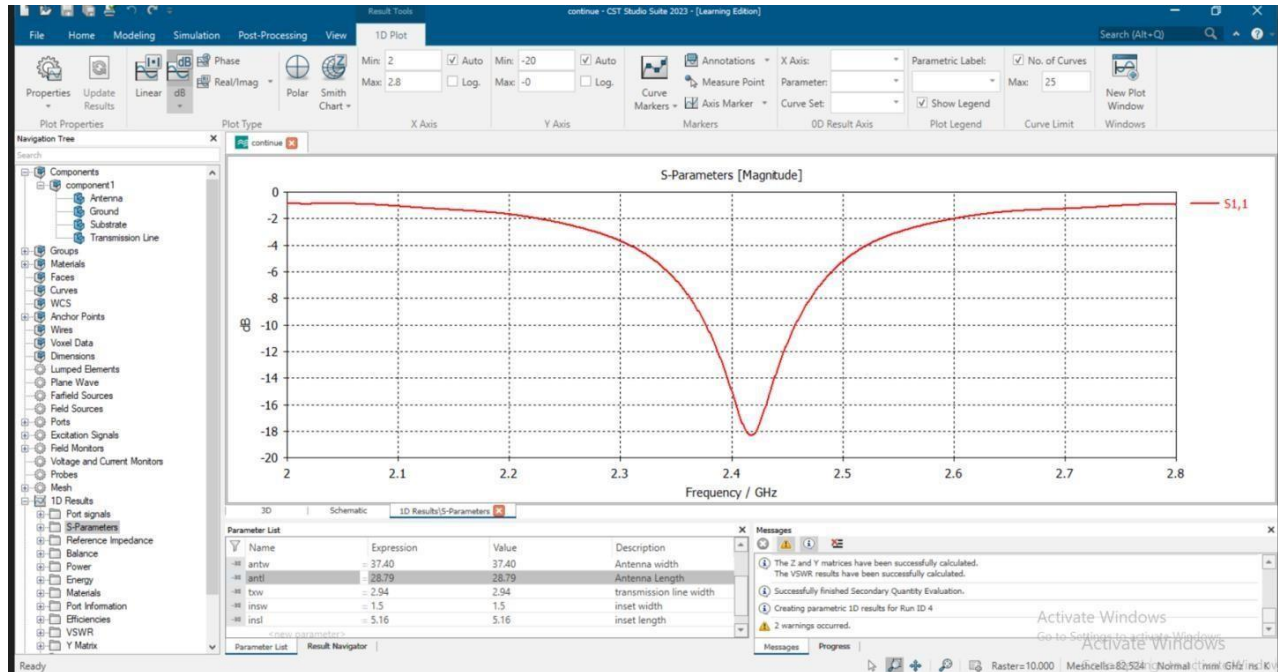 continue - CST Studio Suite 2023 - [Learning Edition]
Result Tools
File Home Modeling Simulation Post-Processing View 1D Plot
Search (Alt+Q)
Properties
Update Results
Linear
dB
Phase
Real/Imag
Polar
Smith Chart
Min: 2 Auto
Max: 2.8 Log.
Min: -20 Auto
Max: -0 Log.
Curve Markers
Annotations
Measure Point
Axis Marker
X Axis:
Parameter:
Curve Set:
Parametric Label:
Show Legend
No. of Curves
Max: 25
New Plot Window
Plot Properties Plot Type X Axis Y Axis Markers 0D Result Axis Plot Legend Curve Limit Windows
Navigation Tree
Search
Components
component1
Antenna
Ground
Substrate
Transmission Line
Groups
Materials
Faces
Curves
WCS
Anchor Points
Wires
Voxel Data
Dimensions
Lumped Elements
Plane Wave
Farfield Sources
Field Sources
Ports
Excitation Signals
Field Monitors
Voltage and Current Monitors
Probes
Mesh
1D Results
Port signals
S-Parameters
Reference Impedance
Balance
Power
Energy
Materials
Port Information
Efficiencies
VSWR
Y Matrix
continue
S-Parameters [Magnitude]
0
-2
-4
-6
-8
-10
-12
-14
-16
-18
-20
dB
2 2.1 2.2 2.3 2.4 2.5 2.6 2.7 2.8
Frequency / GHz
S1,1
3D Schematic 1D Results\S-Parameters
Parameter List
Name Expression Value Description
antw = 37.40 37.40 Antenna width
antl = 28.79 28.79 Antenna Length
txw = 2.94 2.94 transmission line width
insw = 1.5 1.5 inset width
insl = 5.16 5.16 inset length
<new parameter>
Parameter List Result Navigator
Messages
The Z and Y matrices have been successfully calculated.
The VSWR results have been successfully calculated.
Successfully finished Secondary Quantity Evaluation.
Creating parametric 1D results for Run ID 4
2 warnings occurred.
Messages Progress
Activate Windows
Go to Settings to activate Windows
Activate Windows
Ready
Raster=10.000 Meshcells=82,524 Normal